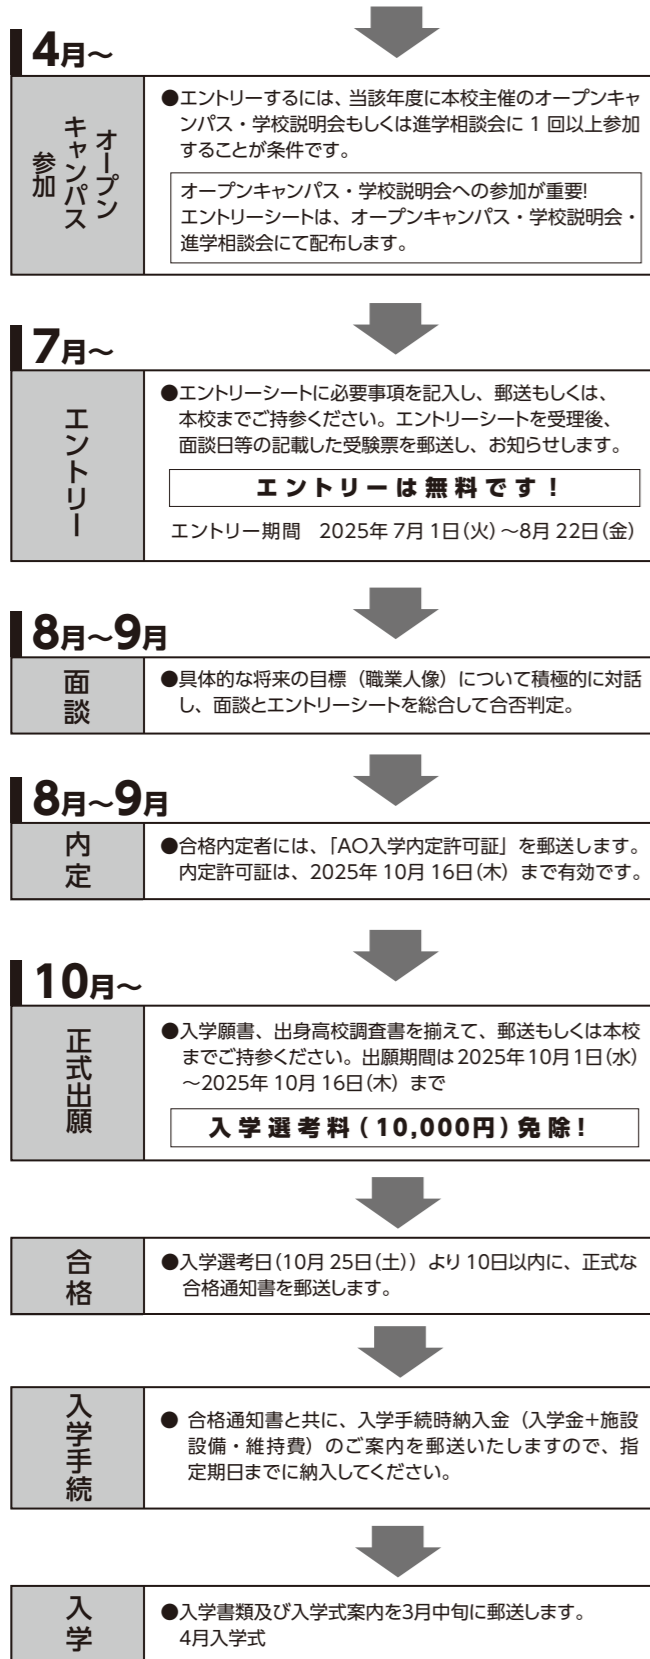 4月～
オープン
キャンパス
参加
●エントリーするには、当該年度に本校主催のオープンキャ
ンパス・学校説明会もしくは進学相談会に 1 回以上参加
することが条件です。
オープンキャンパス・学校説明会への参加が重要!
エントリーシートは、オープンキャンパス・学校説明会・
進学相談会にて配布します。
7月～
エントリー
●エントリーシートに必要事項を記入し、郵送もしくは、
本校までご持参ください。エントリーシートを受理後、
面談日等の記載した受験票を郵送し、お知らせします。
エントリーは無料です！
エントリー期間　2025年 7月 1日(火)～8月 22日(金)
8月～9月
面談
●具体的な将来の目標（職業人像）について積極的に対話
し、面談とエントリーシートを総合して合否判定。
8月～9月
内定
●合格内定者には、「AO入学内定許可証」を郵送します。
内定許可証は、2025年 10月 16日(木) まで有効です。
10月～
正式出願
●入学願書、出身高校調査書を揃えて、郵送もしくは本校
までご持参ください。出願期間は2025年10月1日(水)
～2025年 10月 16日(木) まで
入学選考料（10,000円）免除！
合格
●入学選考日(10月 25日(土)) より 10日以内に、正式な
合格通知書を郵送します。
入学手続
● 合格通知書と共に、入学手続時納入金（入学金+施設
設備・維持費）のご案内を郵送いたしますので、指
定期日までに納入してください。
入学
●入学書類及び入学式案内を3月中旬に郵送します。
4月入学式